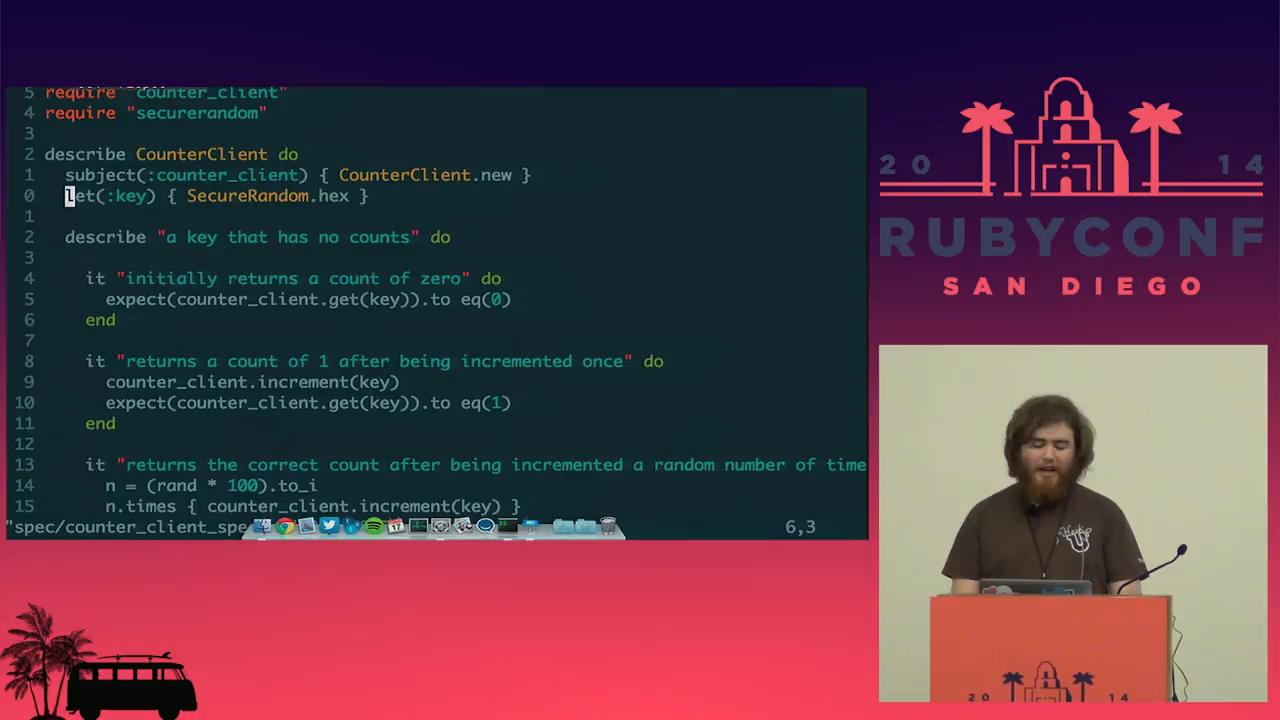 5 require "counter_client"
4 require "securerandom"
3
2 describe CounterClient do
1 subject(:counter_client) { CounterClient.new }
0 let(:key) { SecureRandom.hex }
1
2 describe "a key that has no counts" do
3
4 it "initially returns a count of zero" do
5 expect(counter_client.get(key)).to eq(0)
6 end
7
8 it "returns a count of 1 after being incremented once" do
9 counter_client.increment(key)
10 expect(counter_client.get(key)).to eq(1)
11 end
12
13 it "returns the correct count after being incremented a random number of time
14 n = (rand * 100).to_i
15 n.times { counter_client.increment(key) }
"spec/counter_client_spe
6,3
17
20 14
RUBYCONF
SAN DIEGO
20 14